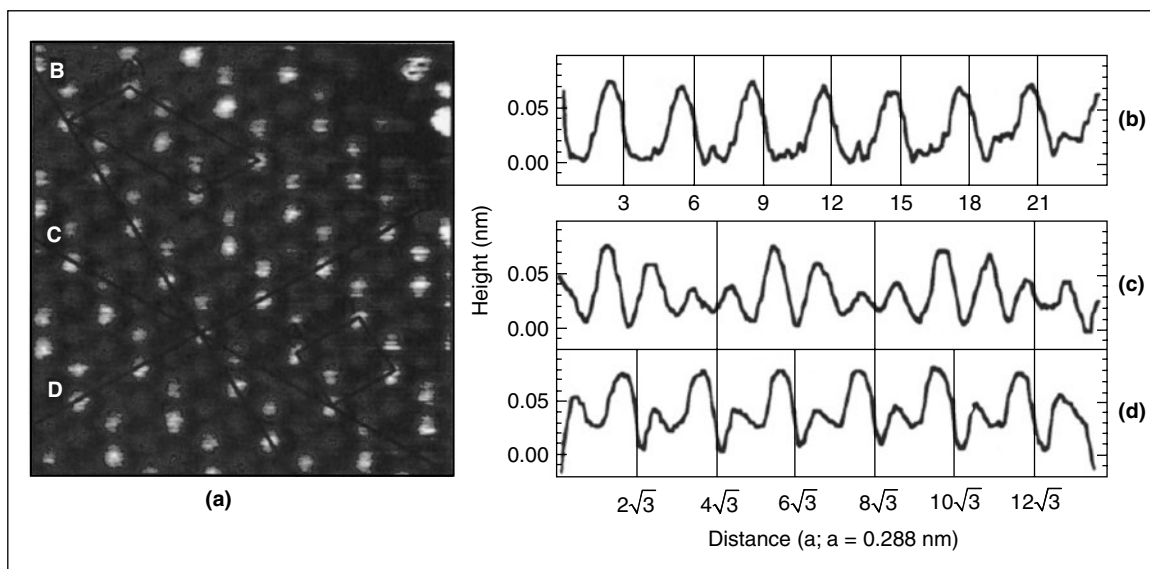 B
C
D
(a)
Height (nm)
0.05
0.00
(b)
3 6 9 12 15 18 21
0.05
0.00
(c)
0.05
0.00
(d)
2√3 4√3 6√3 8√3 10√3 12√3
Distance (a; a = 0.288 nm)